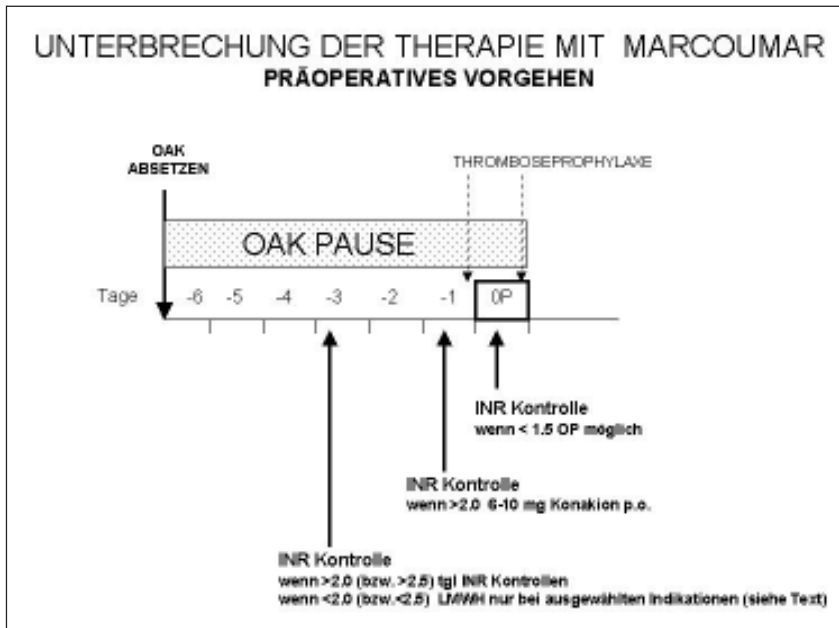 UNTERBRECHUNG DER THERAPIE MIT MARCOUMAR
PRÄOPERATIVES VORGEHEN
OAK
ABSETZEN
THROMBOSEPROPHYLAXE
OAK PAUSE
Tage -6 -5 -4 -3 -2 -1 OP
INR Kontrolle
wenn < 1.5 OP möglich
INR Kontrolle
wenn >2.0 6-10 mg Konakion p.o.
INR Kontrolle
wenn >2.0 (bzw. >2.5) tgl INR Kontrollen
wenn <2.0 (bzw.<2.5) LMWH nur bei ausgewählten Indikationen (siehe Text)